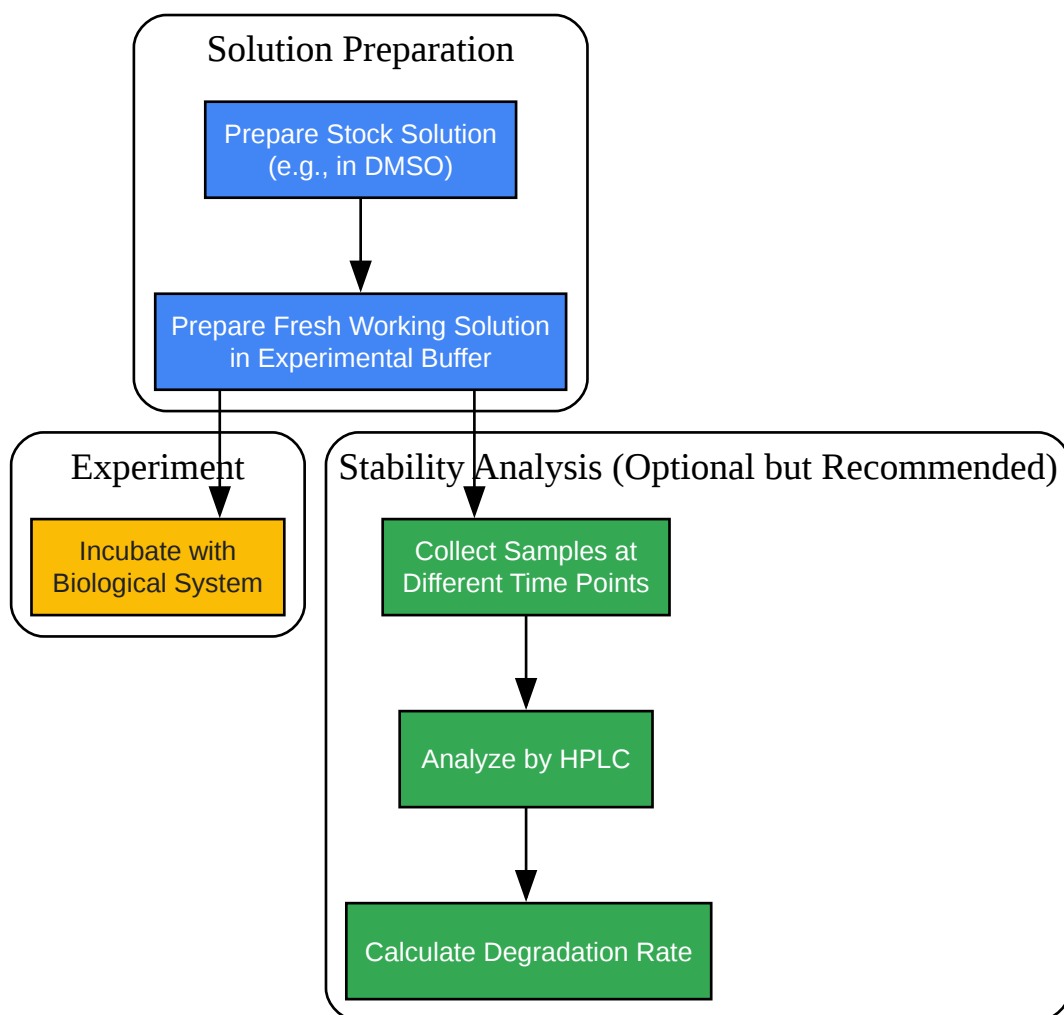 Solution Preparation
Prepare Stock Solution
(e.g., in DMSO)
Prepare Fresh Working Solution
in Experimental Buffer
Experiment
Incubate with
Biological System
Stability Analysis (Optional but Recommended)
Collect Samples at
Different Time Points
Analyze by HPLC
Calculate Degradation Rate